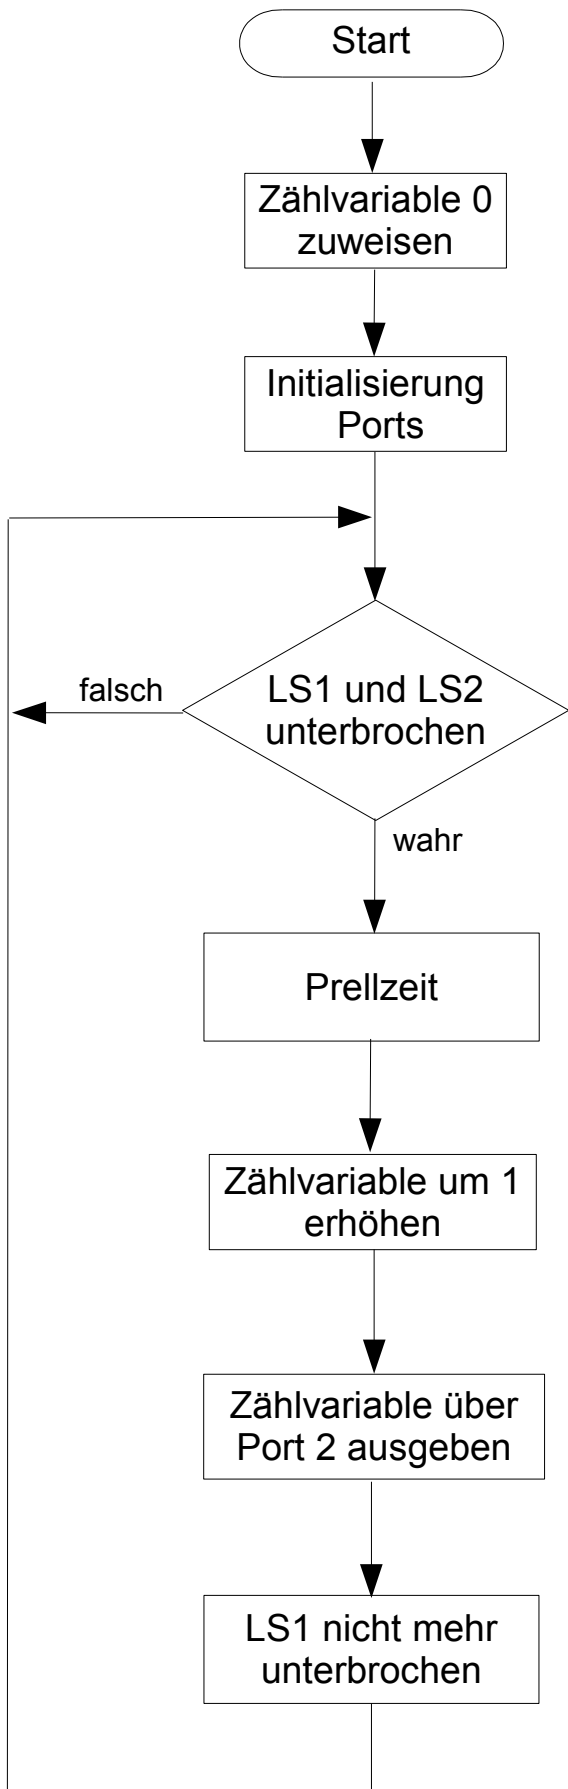 Start
Zählvariable 0
zuweisen
Initialisierung
Ports
falsch
LS1 und LS2
unterbrochen
wahr
Prellzeit
Zählvariable um 1
erhöhen
Zählvariable über
Port 2 ausgeben
LS1 nicht mehr
unterbrochen